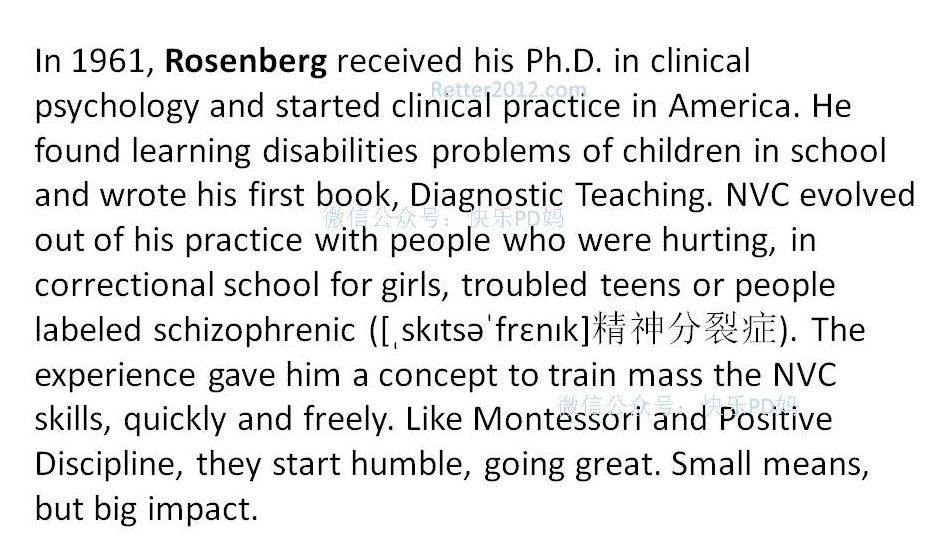 In 1961, Rosenberg received his Ph.D. in clinical
Retter2012.com
psychology and started clinical practice in America. He
found learning disabilities problems of children in school
and wrote his first book, Diagnostic Teaching. NVC evolved
微信公众号：快乐PD妈
out of his practice with people who were hurting, in
correctional school for girls, troubled teens or people
labeled schizophrenic ([ˌskɪtsəˈfrɛnɪk]精神分裂症). The
experience gave him a concept to train mass the NVC
微信公众号：快乐PD妈
skills, quickly and freely. Like Montessori and Positive
Discipline, they start humble, going great. Small means,
but big impact.